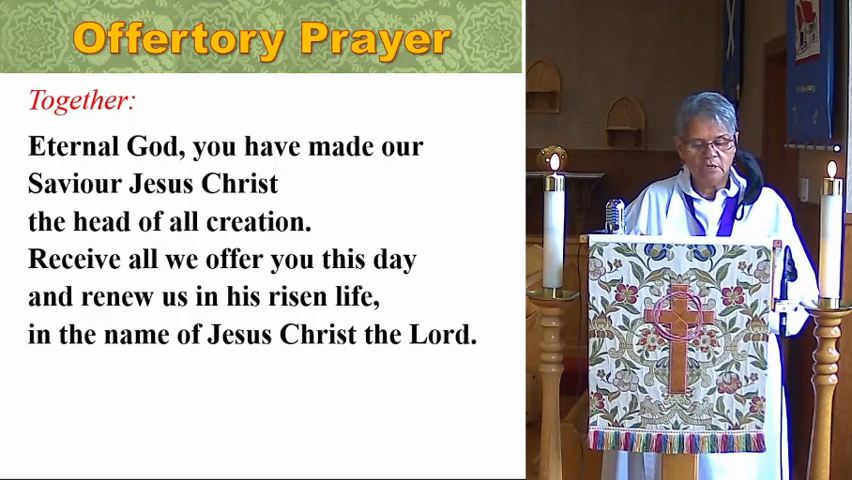 Offertory Prayer
Together:
Eternal God, you have made our
Saviour Jesus Christ
the head of all creation.
Receive all we offer you this day
and renew us in his risen life,
in the name of Jesus Christ the Lord.